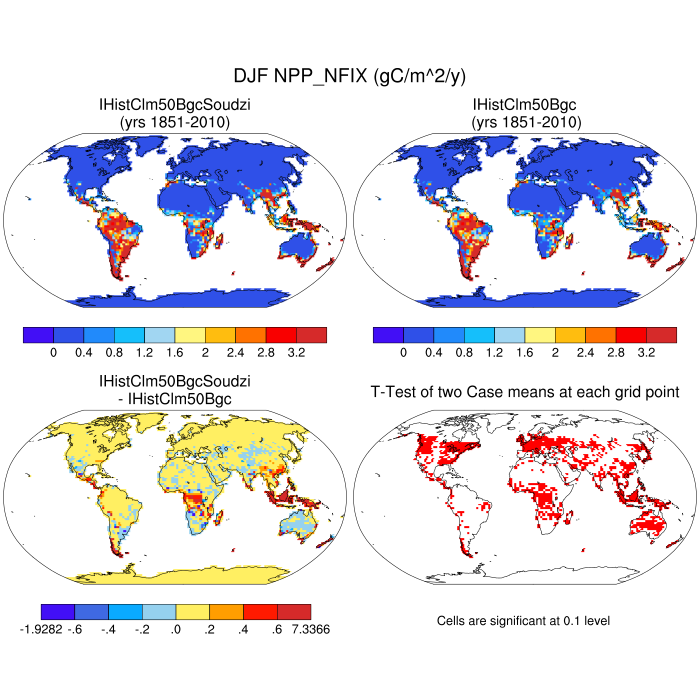 DJF NPP_NFIX (gC/m^2/y)
IHistClm50BgcSoudzi
(yrs 1851-2010)
IHistClm50Bgc
(yrs 1851-2010)
0 0.4 0.8 1.2 1.6 2 2.4 2.8 3.2
0 0.4 0.8 1.2 1.6 2 2.4 2.8 3.2
IHistClm50BgcSoudzi
- IHistClm50Bgc
T-Test of two Case means at each grid point
-1.9282 -.6 -.4 -.2 .0 .2 .4 .6 7.3366
Cells are significant at 0.1 level